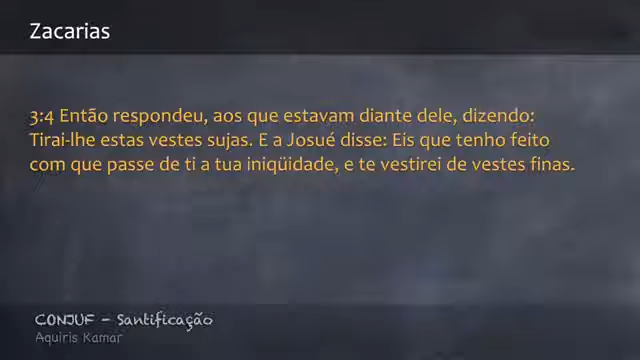 Zacarias
3:4 Então respondeu, aos que estavam diante dele, dizendo:
Tirai-lhe estas vestes sujas. E a Josué disse: Eis que tenho feito
com que passe de ti a tua iniqüidade, e te vestirei de vestes finas.
CONJUF – Santificação
Aquiris Kamar